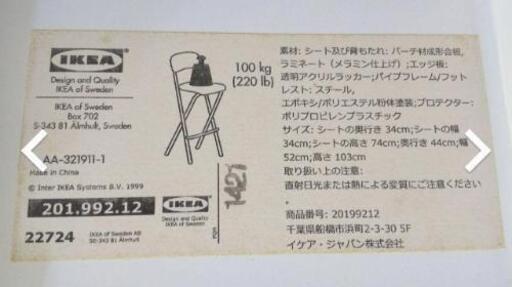 IKEA
Design and Quality
IKEA of Sweden
IKEA of Sweden
Box 702
S-343 81 Älmhult, Sweden
AA-321911-1
Made in China
© Inter IKEA Systems B.V. 1999
201.992.12
22724
IKEA of Sweden AB
SE-343 81 Älmhult
IKEA
Design and Quality
IKEA of Sweden
100 kg
(220 lb)
1421
素材: シート及び背もたれ: バーチ材成形合板,
ラミネート（メラミン仕上げ）;エッジ板:
透明アクリルラッカー;パイプフレーム/フット
レスト: スチール,
エポキシ/ポリエステル粉体塗装;プロテクター:
ポリプロピレンプラスチック
サイズ: シートの奥行き 34cm;シートの幅
34cm;シートの高さ 74cm;奥行き 44cm;幅
52cm;高さ 103cm
取り扱い上の注意:
直射日光または熱による変質にご注意ください
。
商品番号: 20199212
千葉県船橋市浜町2-3-30 5F
イケア・ジャパン株式会社